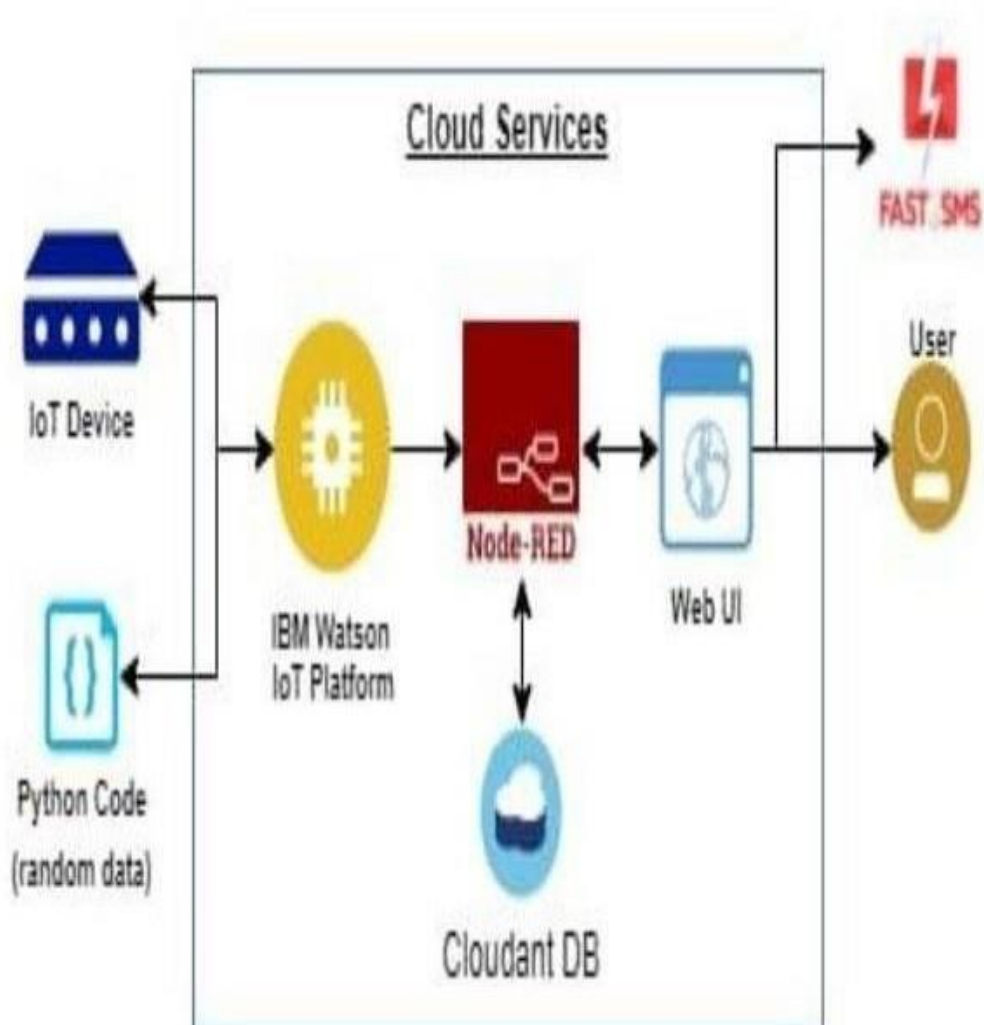 Cloud Services
FAST SMS
User
IoT Device
Node-RED
Web UI
IBM Watson
IoT Platform
Python Code
(random data)
Cloudant DB